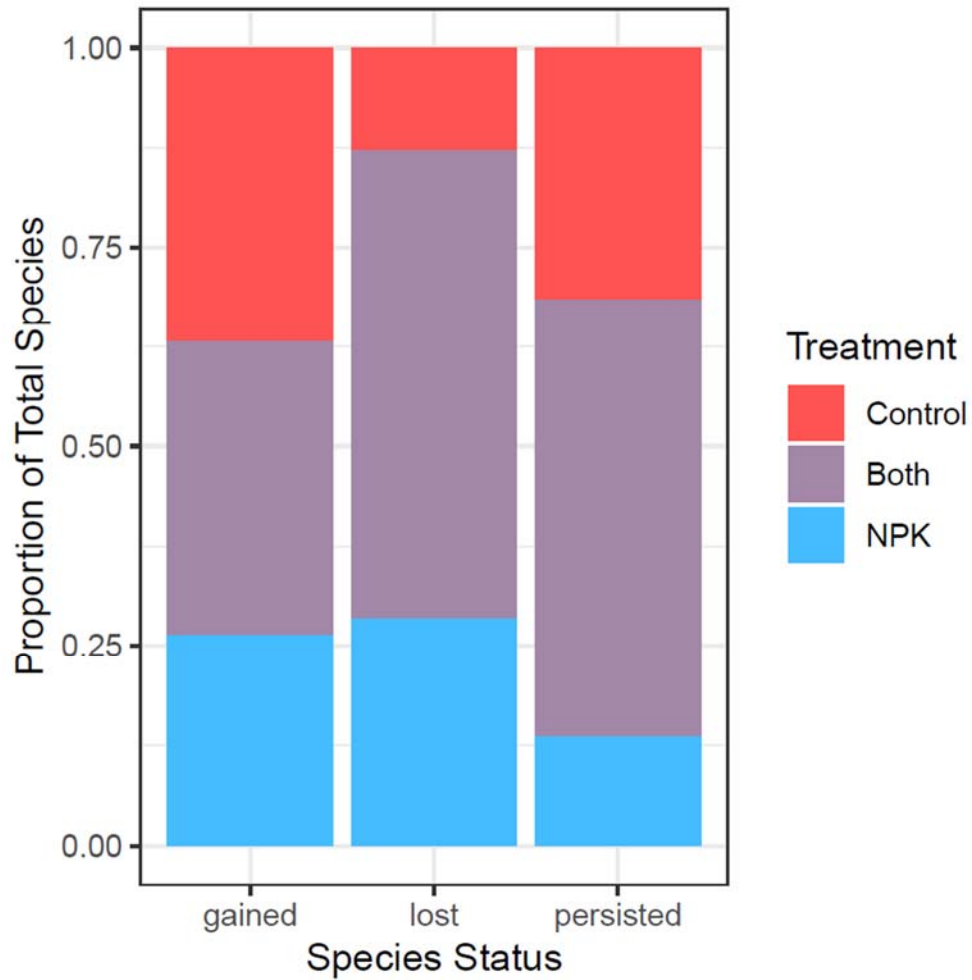 Proportion of Total Species
1.00
0.75
0.50
0.25
0.00
gained lost persisted
Species Status
Treatment
Control
Both
NPK